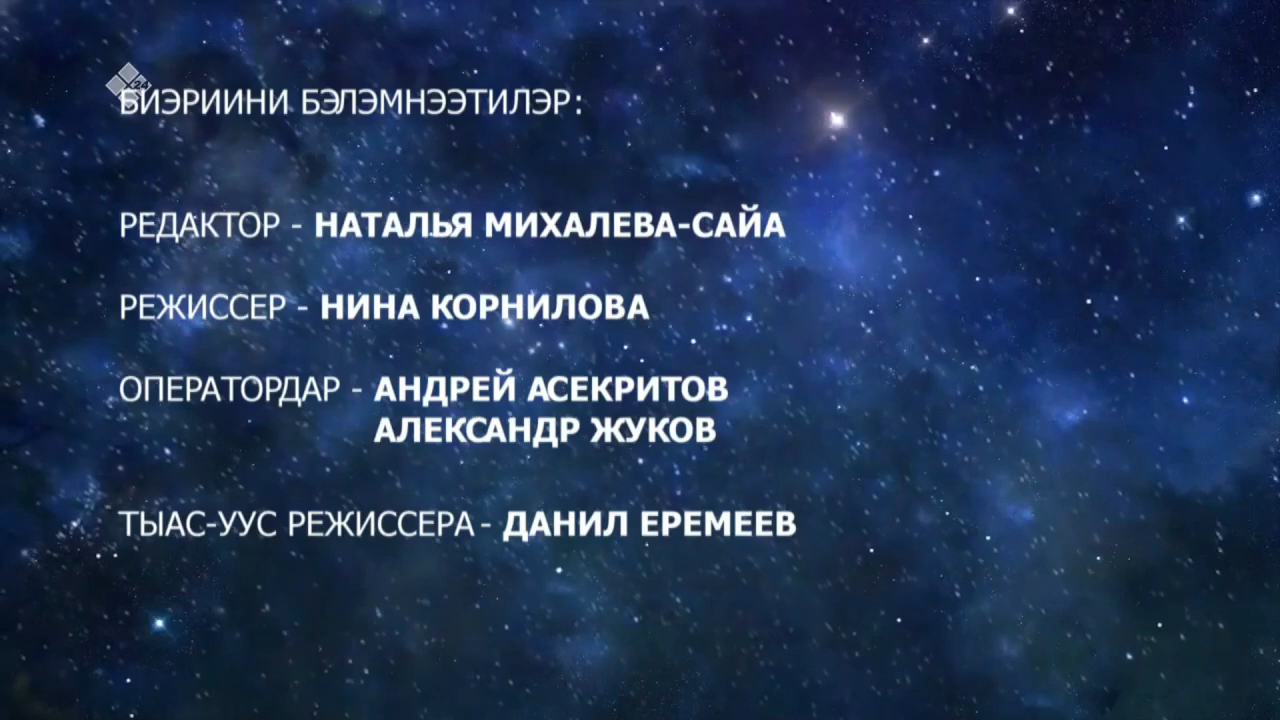 БИЭРИИНИ БЭЛЭМНЭЭТИЛЭР:
РЕДАКТОР - НАТАЛЬЯ МИХАЛЕВА-САЙА
РЕЖИССЕР - НИНА КОРНИЛОВА
ОПЕРАТОРДАР - АНДРЕЙ АСЕКРИТОВ
АЛЕКСАНДР ЖУКОВ
ТЫАС-УУС РЕЖИССЕРА - ДАНИЛ ЕРЕМЕЕВ